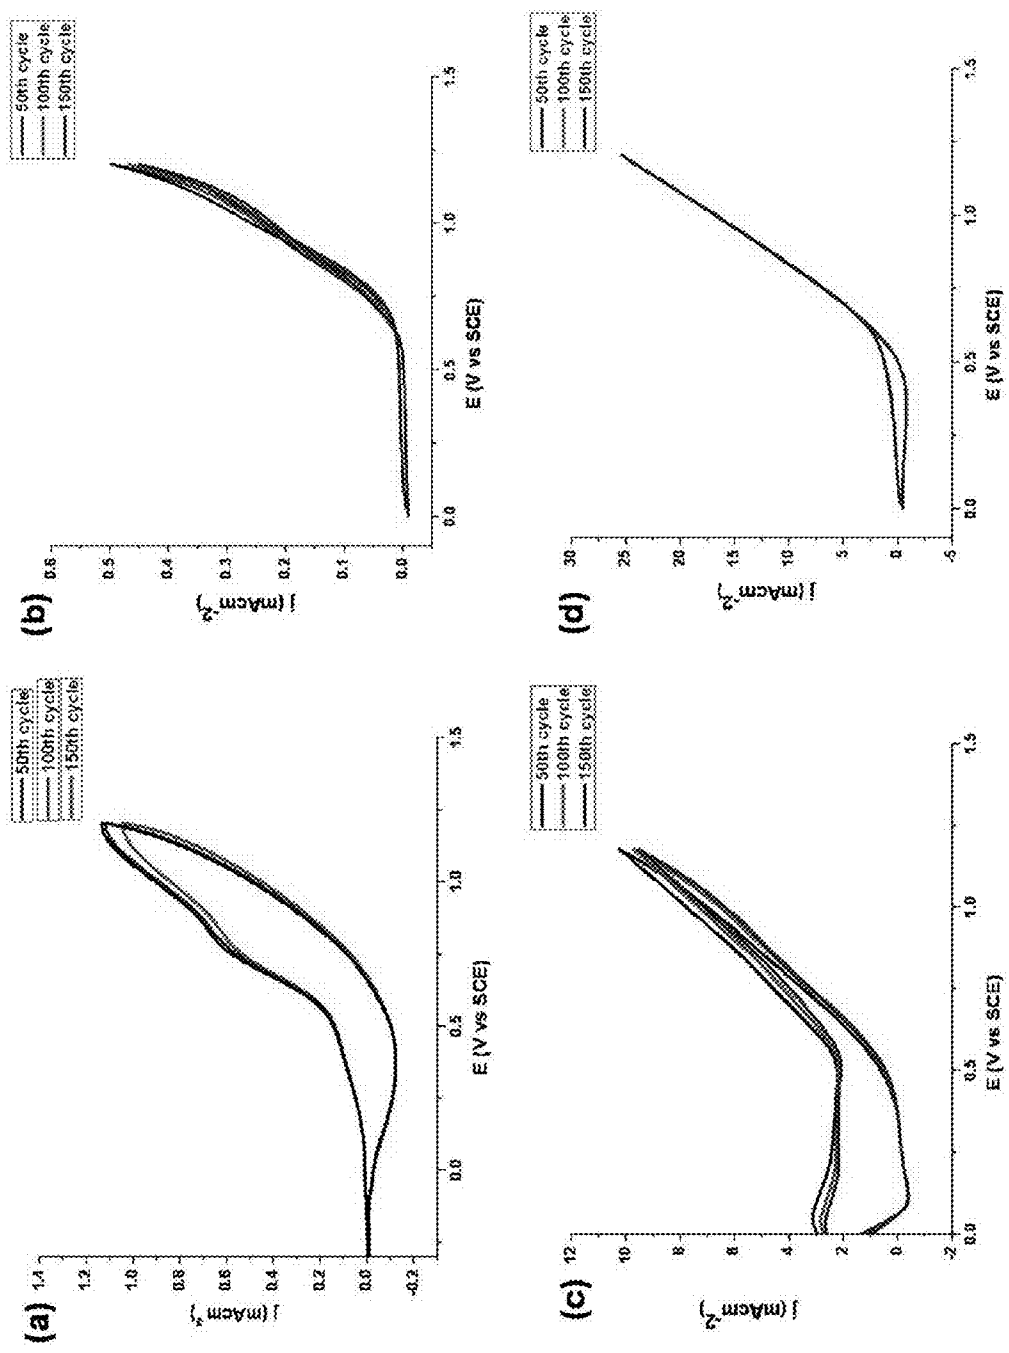 (a)
50th cycle
100th cycle
150th cycle
1.4
1.2
1.0
0.8
0.6
0.4
0.2
0.0
-0.2
j (mAcm
0.0
0.5
1.0
1.5
E (V vs SCE)
(b)
50th cycle
100th cycle
150th cycle
0.6
0.5
0.4
0.3
0.2
0.1
0.0
j (mAcm⁻²)
0.0
0.5
1.0
1.5
E (V vs SCE)
(c)
50th cycle
100th cycle
150th cycle
12
10
8
6
4
2
0
-2
j (mAcm⁻²)
0.0
0.5
1.0
1.5
E (V vs SCE)
(d)
50th cycle
100th cycle
150th cycle
30
25
20
15
10
5
0
-5
j (mAcm⁻²)
0.0
0.5
1.0
1.5
E (V vs SCE)